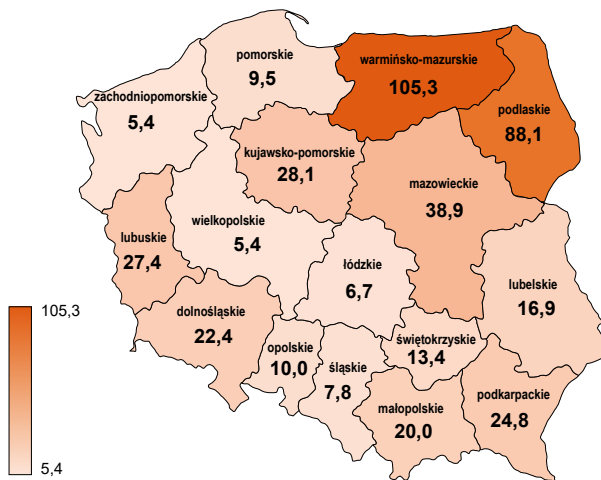 pomorskie
9,5
warmińsko-mazurskie
105,3
zachodniopomorskie
5,4
podlaskie
88,1
kujawsko-pomorskie
28,1
mazowieckie
38,9
wielkopolskie
5,4
lubuskie
27,4
łódzkie
6,7
lubelskie
16,9
dolnośląskie
22,4
opolskie
10,0
śląskie
7,8
świętokrzyskie
13,4
małopolskie
20,0
podkarpackie
24,8
105,3
5,4